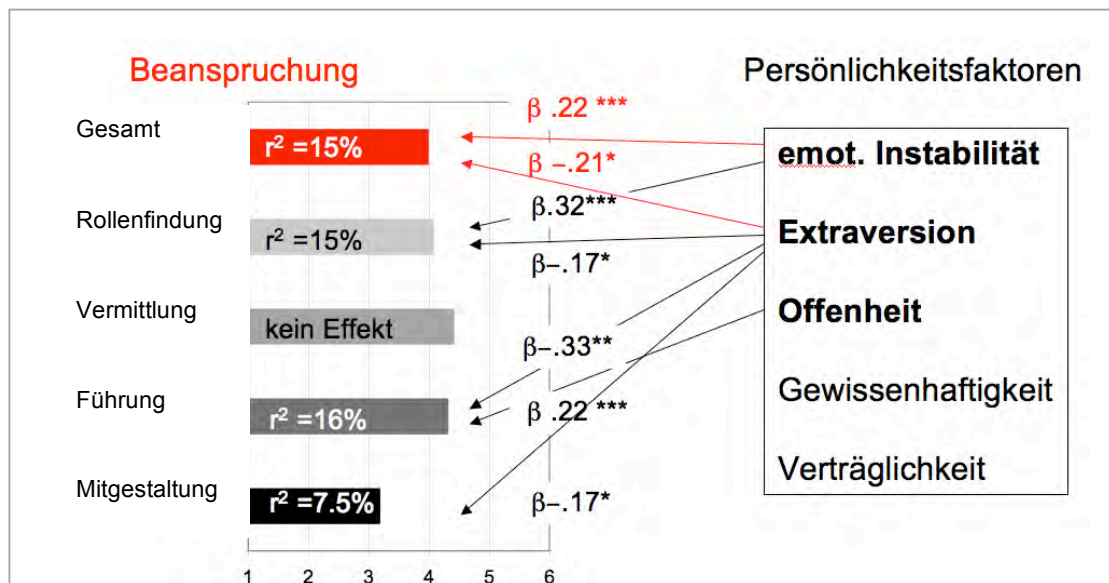 Beanspruchung
Persönlichkeitsfaktoren
Gesamt
r² =15%
β .22 ***
β –.21*
emot. Instabilität
Rollenfindung
r² =15%
β.32***
β–.17*
Extraversion
Vermittlung
kein Effekt
β–.33**
Offenheit
Führung
r² =16%
β .22 ***
Gewissenhaftigkeit
Verträglichkeit
Mitgestaltung
r² =7.5%
β–.17*
1 2 3 4 5 6